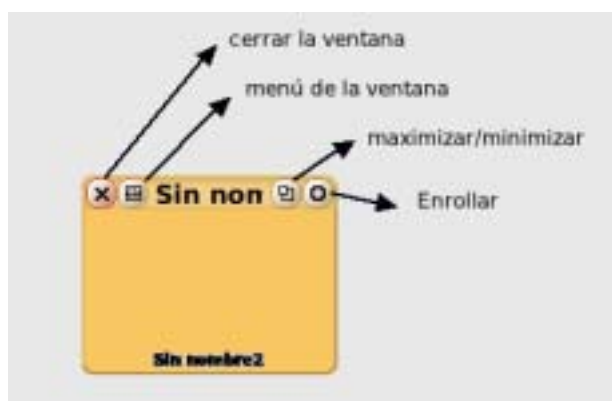 cerrar la ventana
menú de la ventana
maximizar/minimizar
Sin non
Enrollar
Sin nombre2